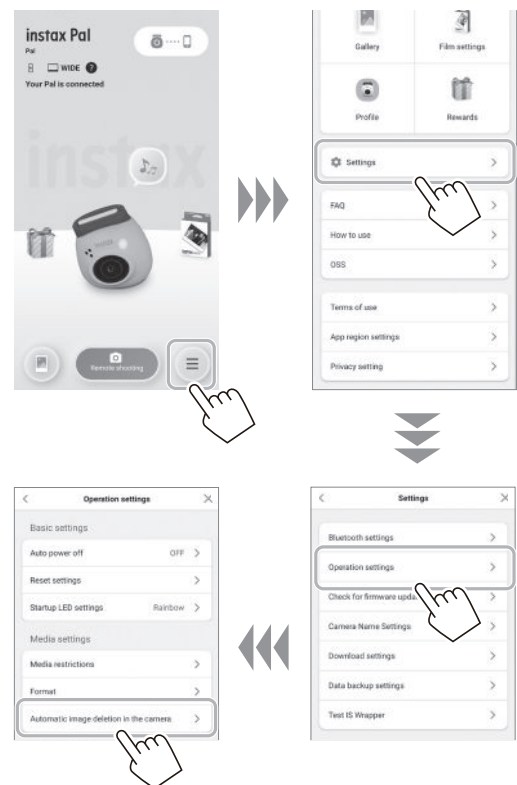 instax Pal
Pal
WIDE ?
Your Pal is connected
instax
Remote shooting
Gallery
Film settings
Profile
Rewards
Settings
FAQ
How to use
OSS
Terms of use
App region settings
Privacy setting
Operation settings
Basic settings
Auto power off OFF
Reset settings
Startup LED settings Rainbow
Media settings
Media restrictions
Format
Automatic image deletion in the camera
Settings
Bluetooth settings
Operation settings
Check for firmware upda
Camera Name Settings
Download settings
Data backup settings
Test IS Wrapper